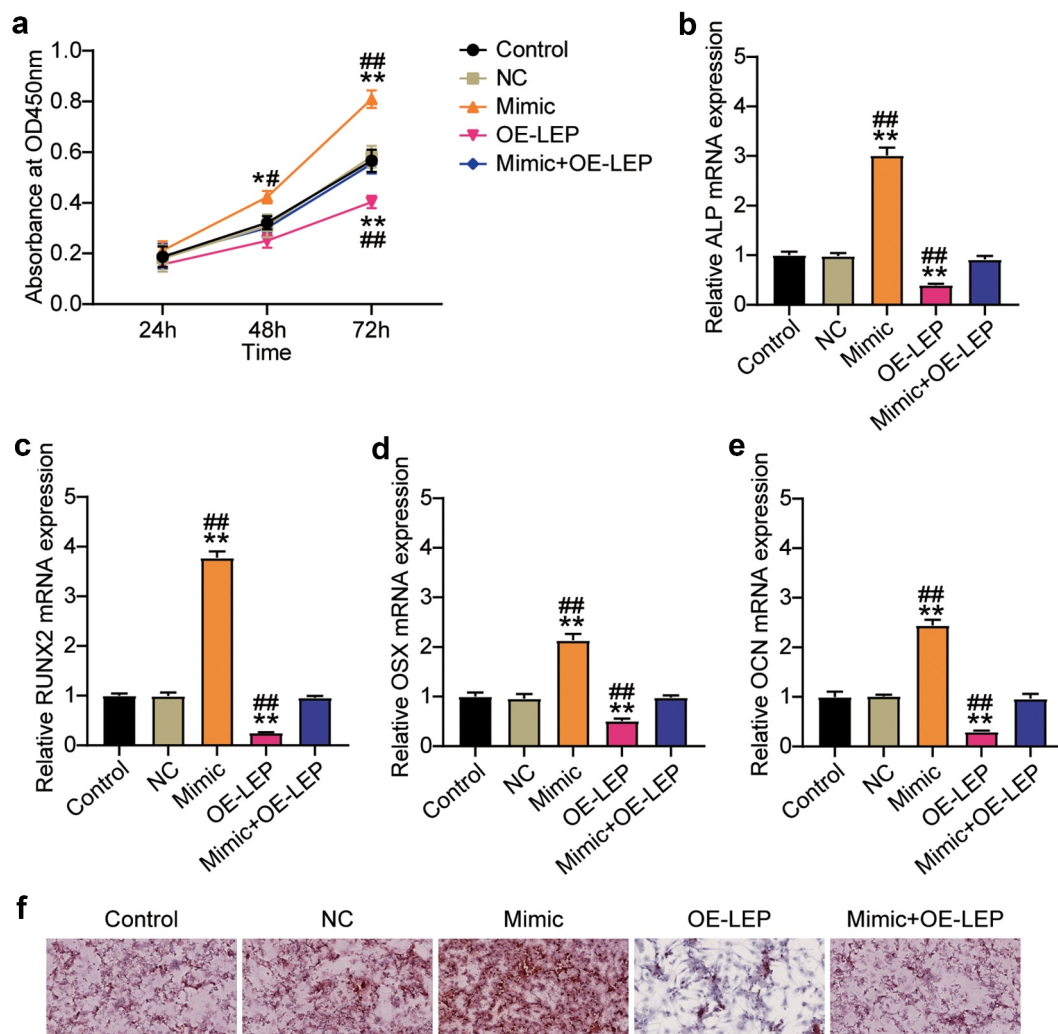 a
Absorbance at OD450nm
1.0
0.8
0.6
0.4
0.2
0.0
24h
48h
72h
Time
*#
##
**
**
##
Control
NC
Mimic
OE-LEP
Mimic+OE-LEP
b
Relative ALP mRNA expression
5
4
3
2
1
0
##
**
##
**
Control
NC
Mimic
OE-LEP
Mimic+OE-LEP
c
Relative RUNX2 mRNA expression
5
4
3
2
1
0
##
**
##
**
Control
NC
Mimic
OE-LEP
Mimic+OE-LEP
d
Relative OSX mRNA expression
5
4
3
2
1
0
##
**
##
**
Control
NC
Mimic
OE-LEP
Mimic+OE-LEP
e
Relative OCN mRNA expression
5
4
3
2
1
0
##
**
##
**
Control
NC
Mimic
OE-LEP
Mimic+OE-LEP
f
Control
NC
Mimic
OE-LEP
Mimic+OE-LEP